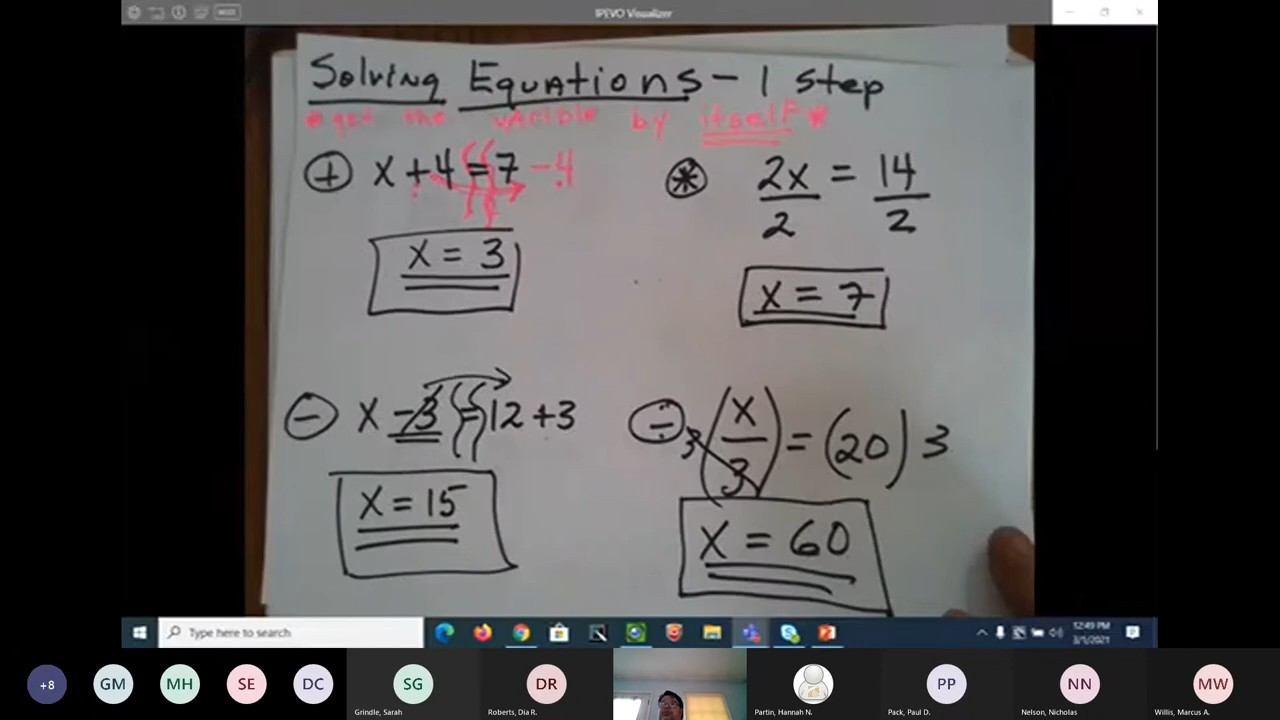 IPEVO Visualizer
Solving Equations - 1 step
*get the varible by itself*
+ x + 4 = 7 - 4
x = 3
* 2x/2 = 14/2
x = 7
- x - 3 = 12 + 3
x = 15
÷ 3(x/3) = (20)3
x = 60
Type here to search
12:49 PM
3/1/2021
+8
GM
MH
SE
DC
SG
DR
PP
NN
MW
Grindle, Sarah
Roberts, Dia R.
Partin, Hannah N.
Pack, Paul D.
Nelson, Nicholas
Willis, Marcus A.